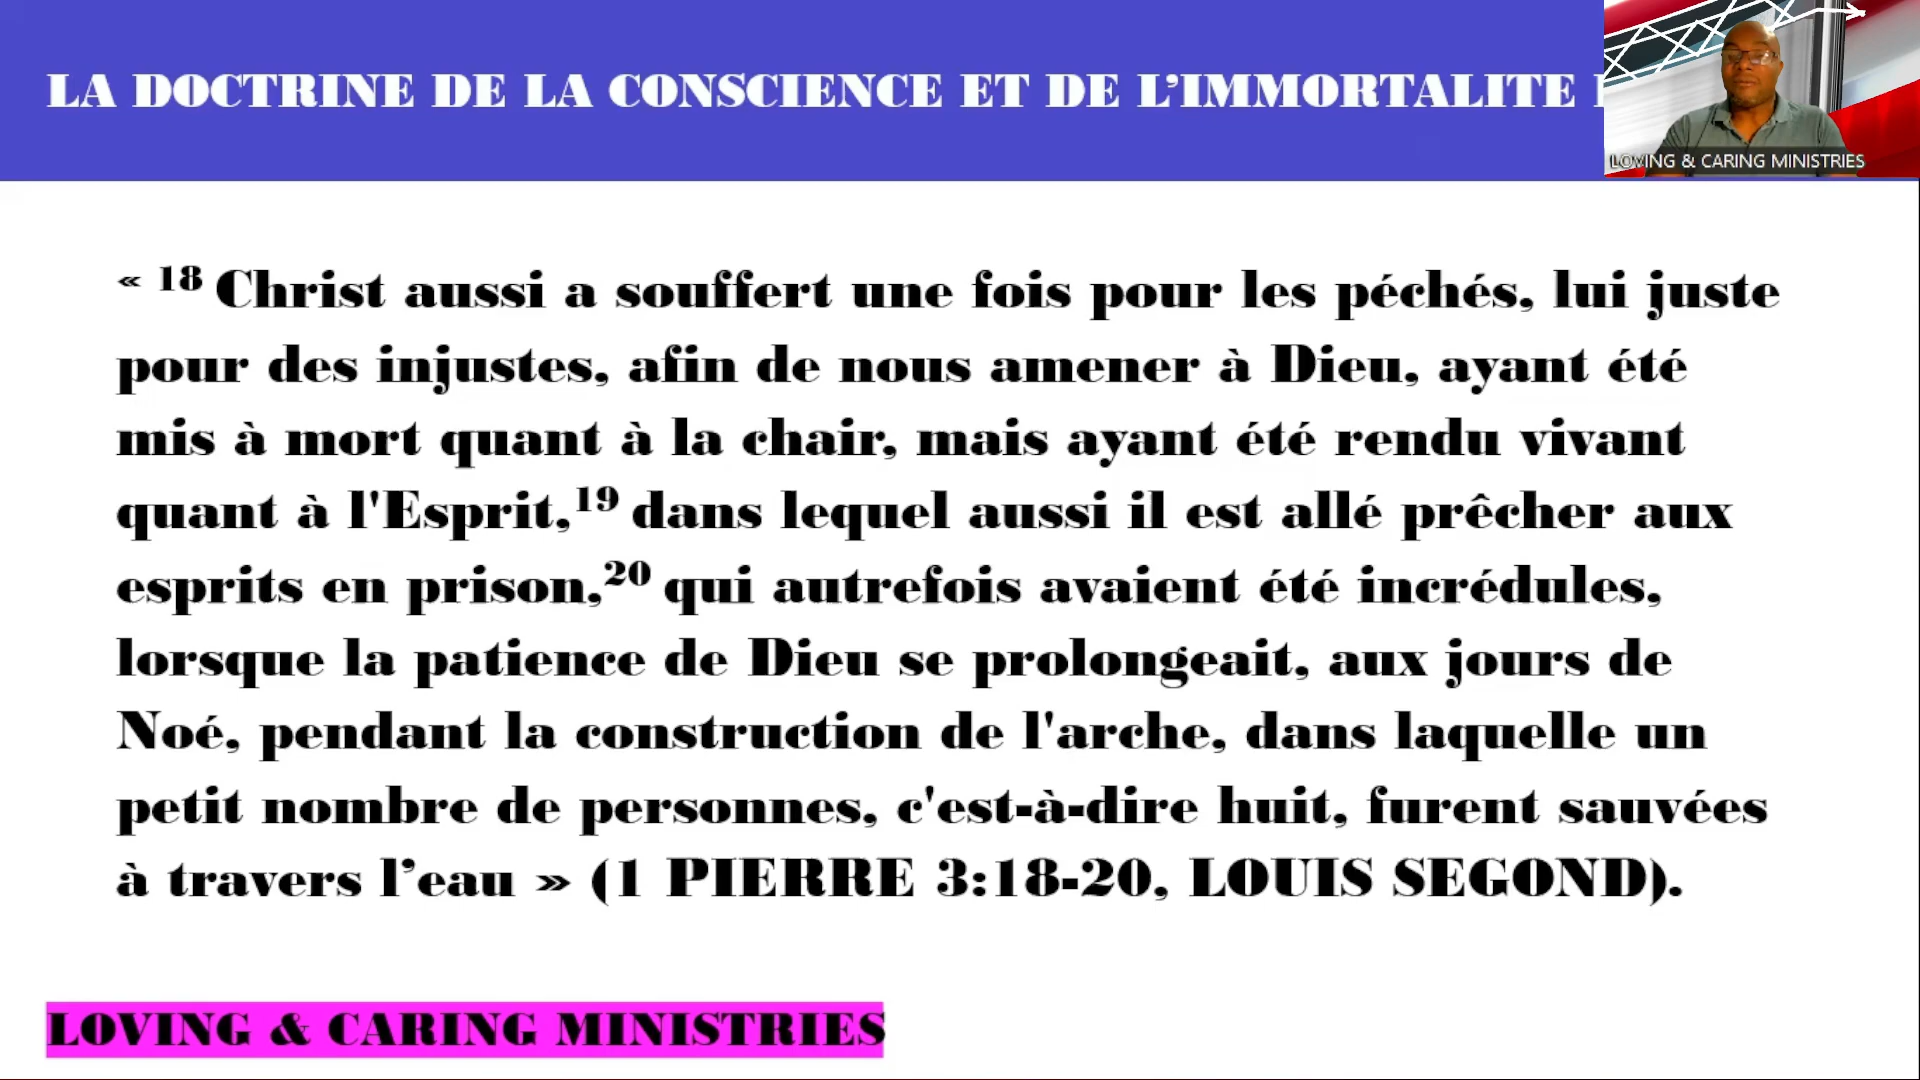 LA DOCTRINE DE LA CONSCIENCE ET DE L’IMMORTALITE
LOVING & CARING MINISTRIES
« 18 Christ aussi a souffert une fois pour les péchés, lui juste
pour des injustes, afin de nous amener à Dieu, ayant été
mis à mort quant à la chair, mais ayant été rendu vivant
quant à l'Esprit,19 dans lequel aussi il est allé prêcher aux
esprits en prison,20 qui autrefois avaient été incrédules,
lorsque la patience de Dieu se prolongeait, aux jours de
Noé, pendant la construction de l'arche, dans laquelle un
petit nombre de personnes, c'est-à-dire huit, furent sauvées
à travers l’eau » (1 PIERRE 3:18-20, LOUIS SEGOND).
LOVING & CARING MINISTRIES